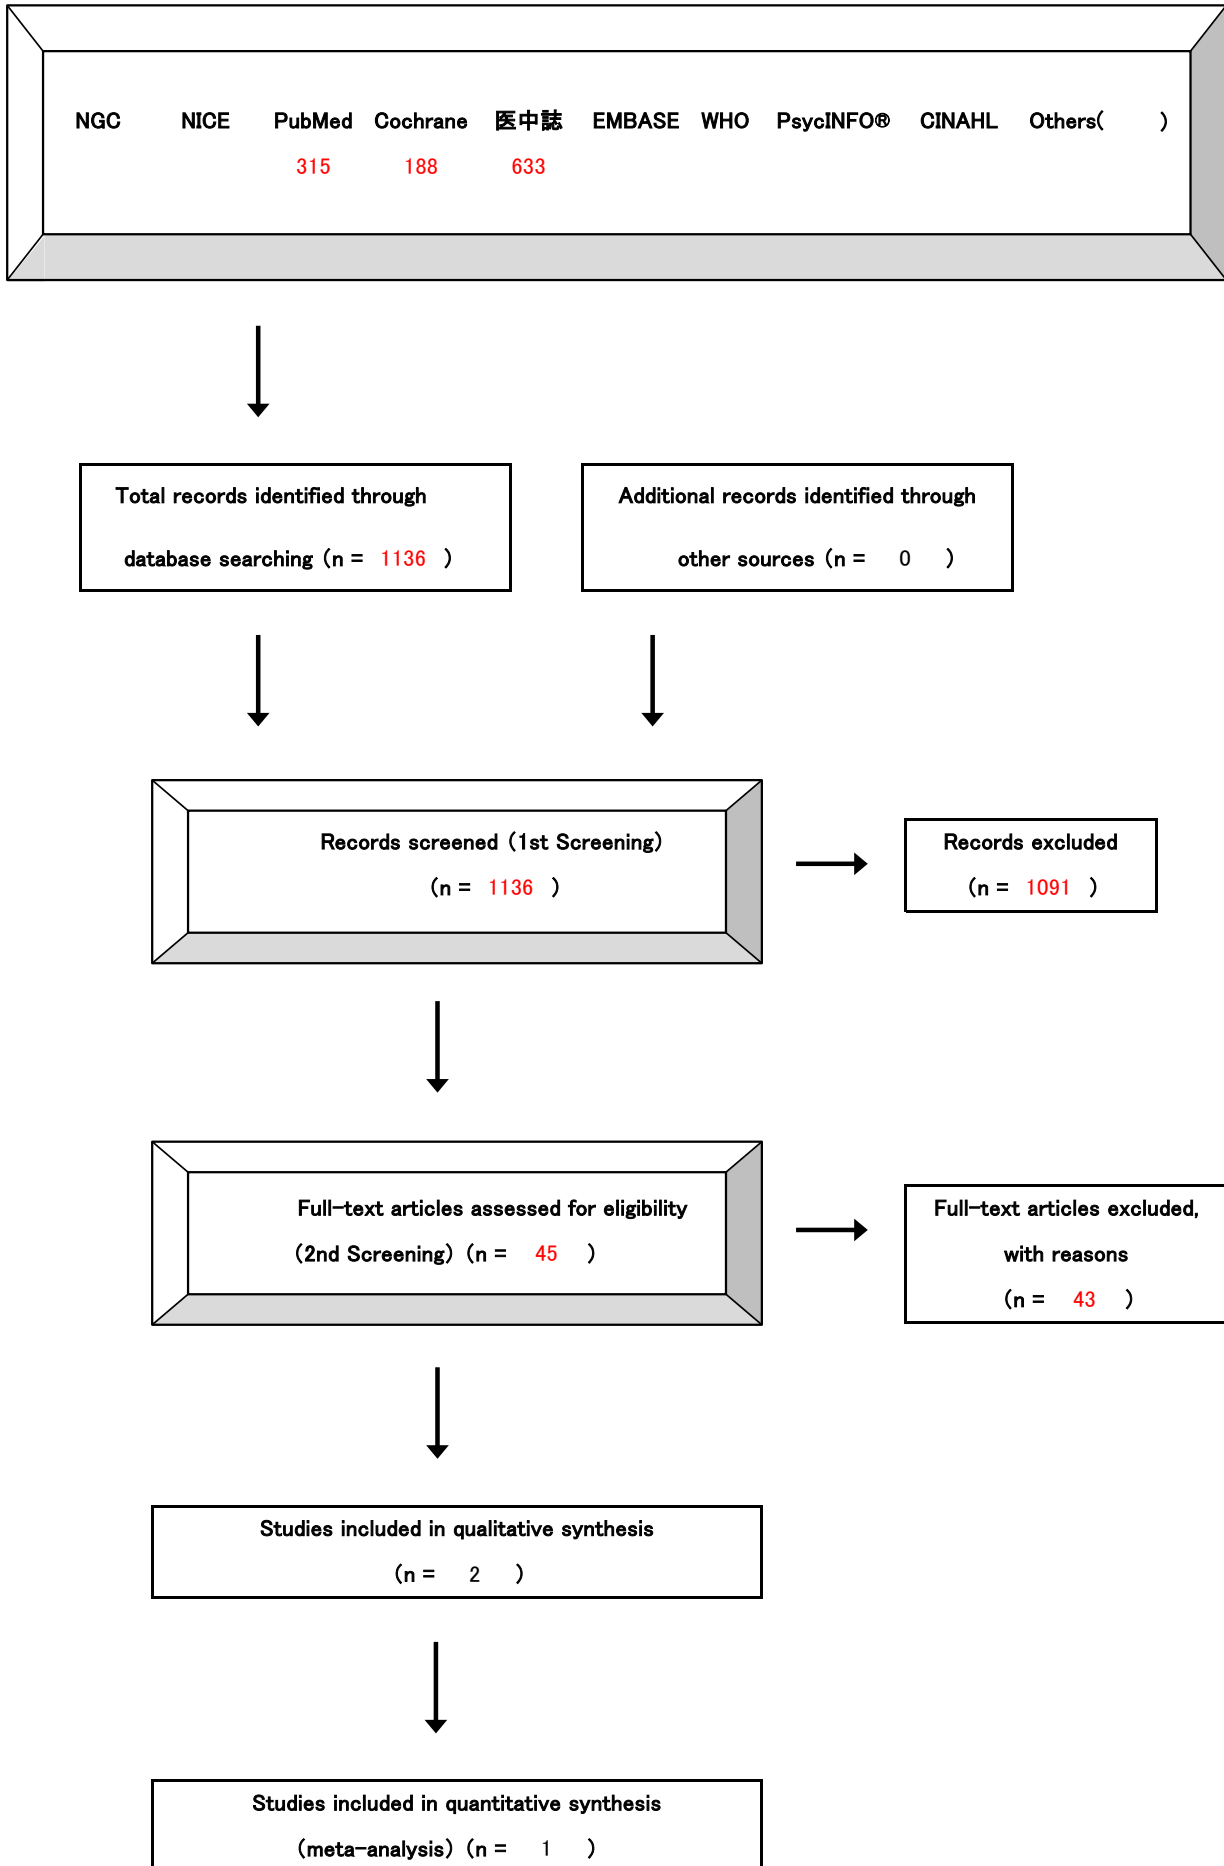 NGC NICE PubMed Cochrane 医中誌 EMBASE WHO PsycINFO® CINAHL Others( )
315 188 633
Total records identified through
database searching (n = 1136 )
Additional records identified through
other sources (n = 0 )
Records screened (1st Screening)
(n = 1136 )
Records excluded
(n = 1091 )
Full-text articles assessed for eligibility
(2nd Screening) (n = 45 )
Full-text articles excluded,
with reasons
(n = 43 )
Studies included in qualitative synthesis
(n = 2 )
Studies included in quantitative synthesis
(meta-analysis) (n = 1 )